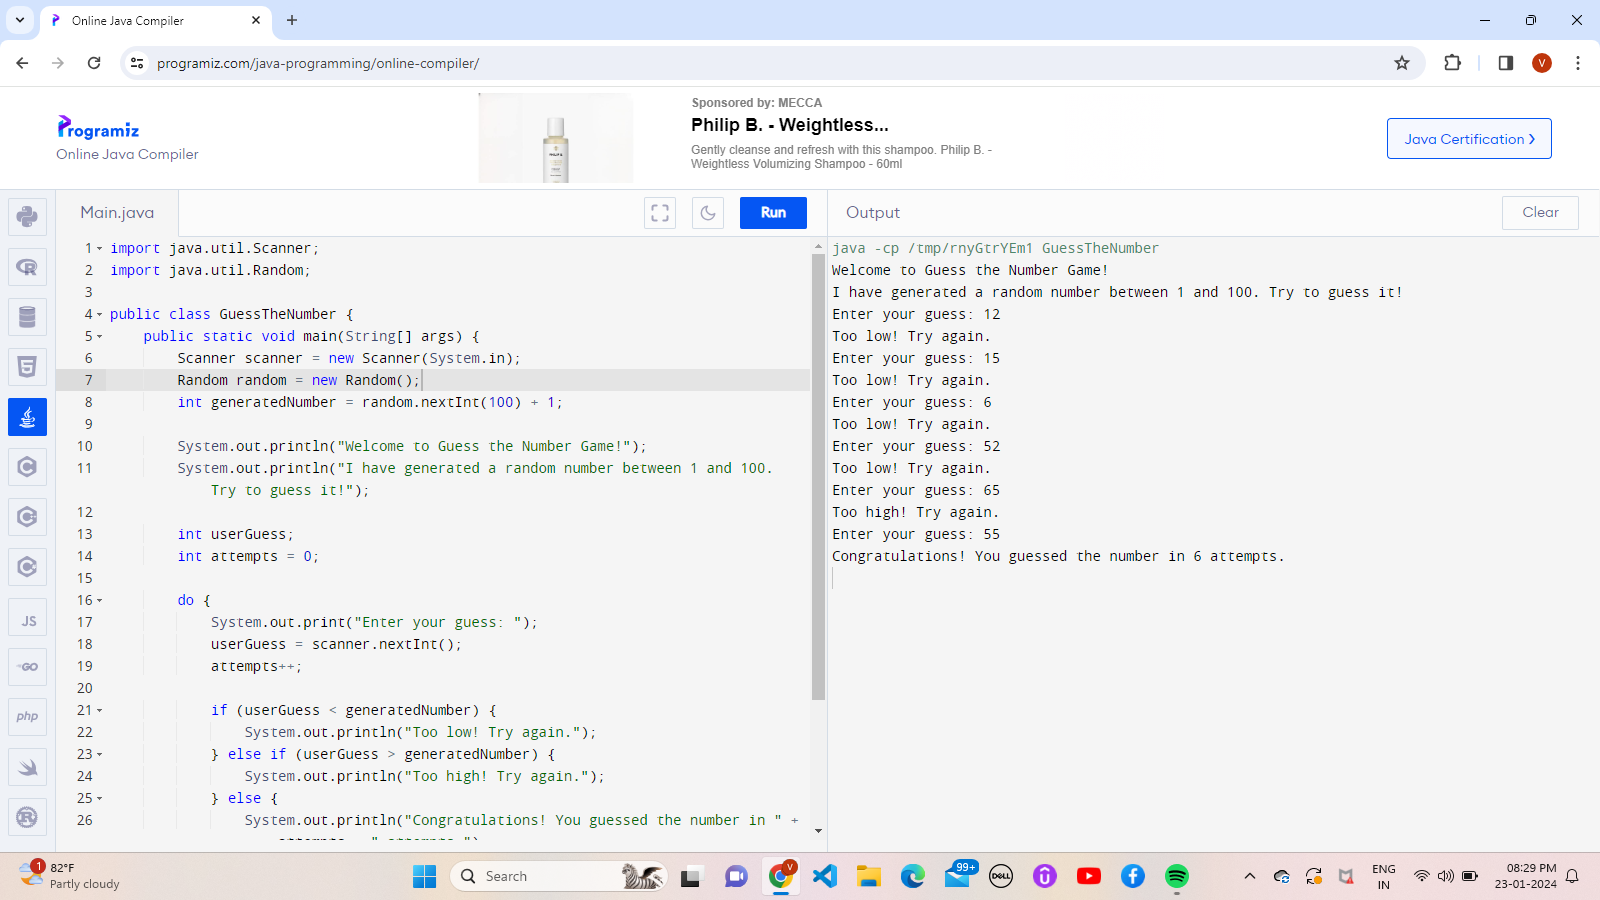 Online Java Compiler
programiz.com/java-programming/online-compiler/
V
Programiz
Online Java Compiler
Sponsored by: MECCA
Philip B. - Weightless...
Gently cleanse and refresh with this shampoo. Philip B. -
Weightless Volumizing Shampoo - 60ml
PHILIP B.
Java Certification
Main.java
Run
Output
Clear
1 import java.util.Scanner;
2 import java.util.Random;
3
4 public class GuessTheNumber {
5 public static void main(String[] args) {
6 Scanner scanner = new Scanner(System.in);
7 Random random = new Random();
8 int generatedNumber = random.nextInt(100) + 1;
9
10 System.out.println("Welcome to Guess the Number Game!");
11 System.out.println("I have generated a random number between 1 and 100.
Try to guess it!");
12
13 int userGuess;
14 int attempts = 0;
15
16 do {
17 System.out.print("Enter your guess: ");
18 userGuess = scanner.nextInt();
19 attempts++;
20
21 if (userGuess < generatedNumber) {
22 System.out.println("Too low! Try again.");
23 } else if (userGuess > generatedNumber) {
24 System.out.println("Too high! Try again.");
25 } else {
26 System.out.println("Congratulations! You guessed the number in " +
java -cp /tmp/rnyGtrYEm1 GuessTheNumber
Welcome to Guess the Number Game!
I have generated a random number between 1 and 100. Try to guess it!
Enter your guess: 12
Too low! Try again.
Enter your guess: 15
Too low! Try again.
Enter your guess: 6
Too low! Try again.
Enter your guess: 52
Too low! Try again.
Enter your guess: 65
Too high! Try again.
Enter your guess: 55
Congratulations! You guessed the number in 6 attempts.
JS
GO
php
1
82°F
Partly cloudy
Search
V
99+
DELL
ENG
IN
08:29 PM
23-01-2024